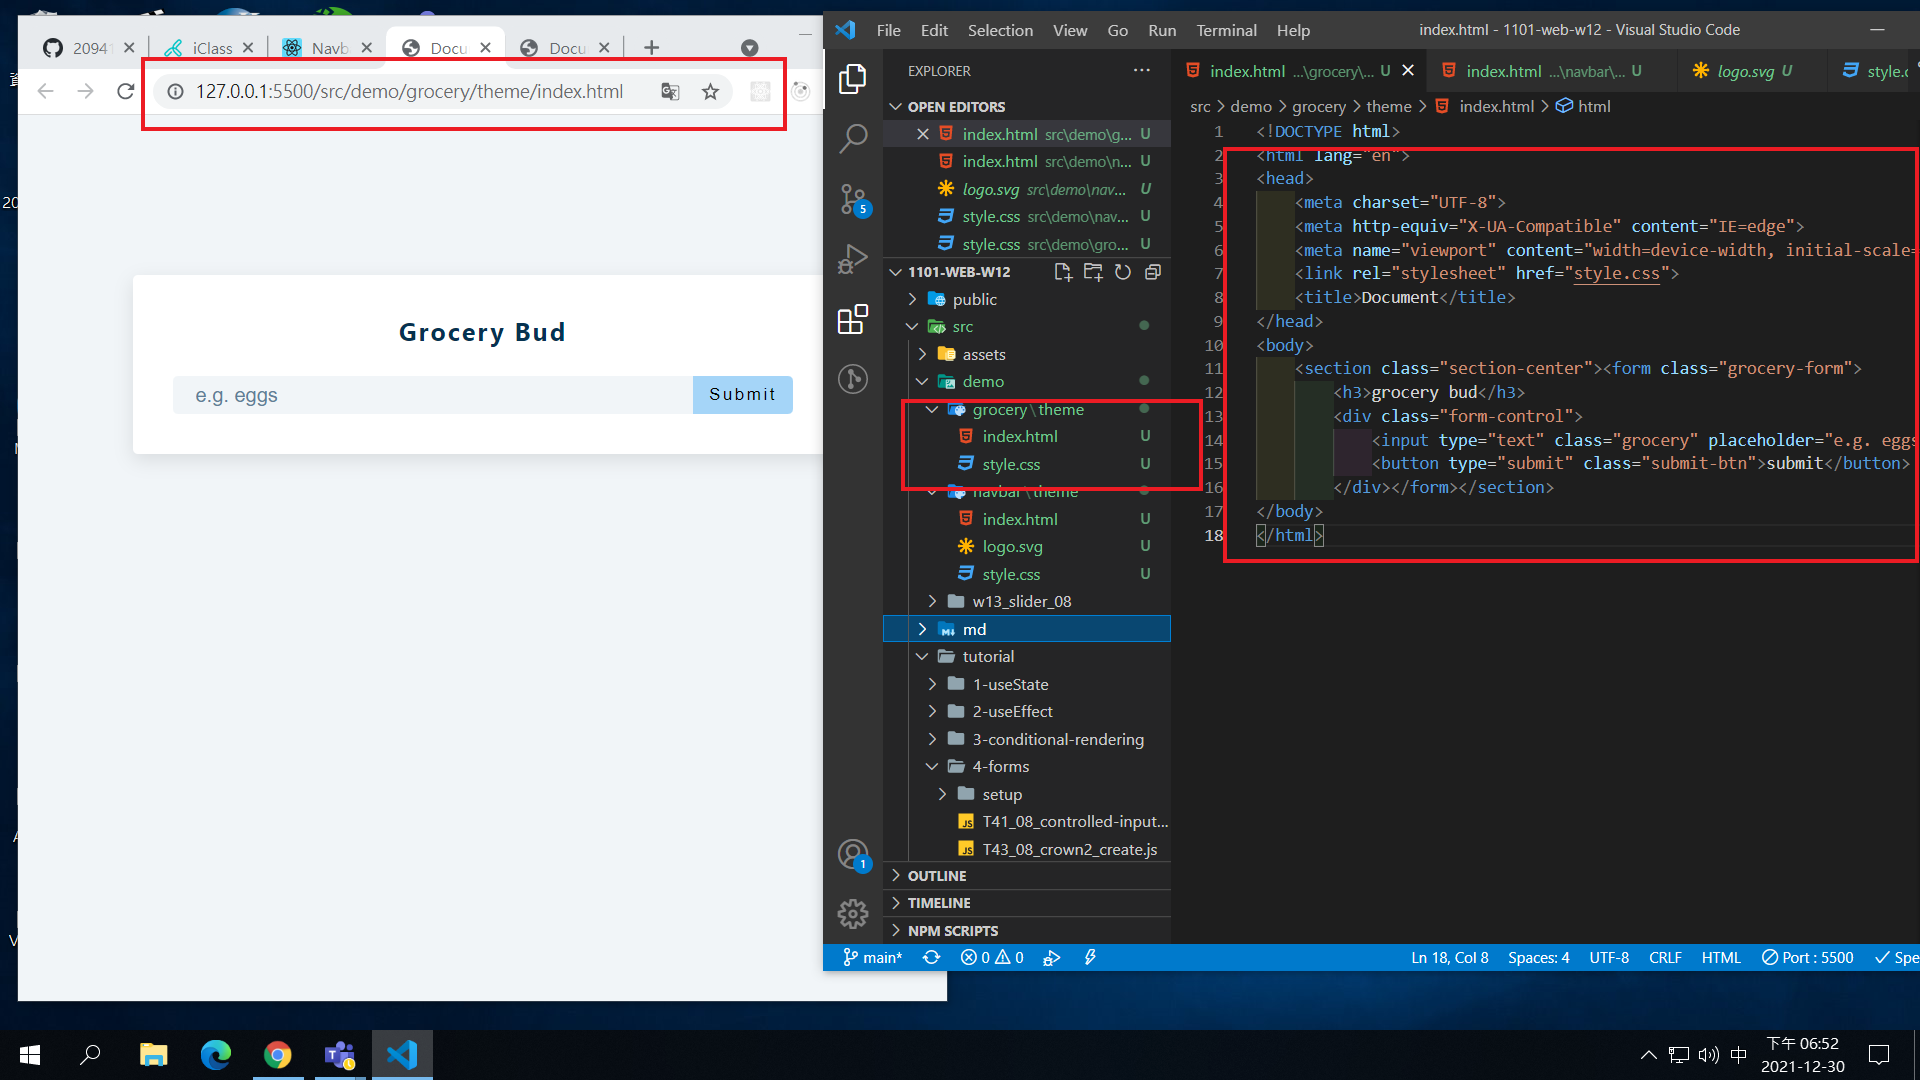 20941
iClass
Navb
Docu
Docu
127.0.0.1:5500/src/demo/grocery/theme/index.html
Grocery Bud
e.g. eggs
Submit
File Edit Selection View Go Run Terminal Help
index.html - 1101-web-w12 - Visual Studio Code
EXPLORER
OPEN EDITORS
index.html src\demo\g... U
index.html src\demo\n... U
logo.svg src\demo\nav... U
style.css src\demo\nav... U
style.css src\demo\gro... U
1101-WEB-W12
public
src
assets
demo
grocery\theme
index.html U
style.css U
navbar\theme
index.html U
logo.svg U
style.css U
w13_slider_08
md
tutorial
1-useState
2-useEffect
3-conditional-rendering
4-forms
setup
T41_08_controlled-input...
T43_08_crown2_create.js
OUTLINE
TIMELINE
NPM SCRIPTS
5
1
index.html ...\grocery\... U
index.html ...\navbar\... U
logo.svg U
style.c
src > demo > grocery > theme > index.html > html
1 <!DOCTYPE html>
2 <html lang="en">
3 <head>
4 <meta charset="UTF-8">
5 <meta http-equiv="X-UA-Compatible" content="IE=edge">
6 <meta name="viewport" content="width=device-width, initial-scale=
7 <link rel="stylesheet" href="style.css">
8 <title>Document</title>
9 </head>
10 <body>
11 <section class="section-center"><form class="grocery-form">
12 <h3>grocery bud</h3>
13 <div class="form-control">
14 <input type="text" class="grocery" placeholder="e.g. eggs
15 <button type="submit" class="submit-btn">submit</button>
16 </div></form></section>
17 </body>
18 </html>
main*
0
0
Ln 18, Col 8
Spaces: 4
UTF-8
CRLF
HTML
Port : 5500
Spe
中
下午 06:52
2021-12-30